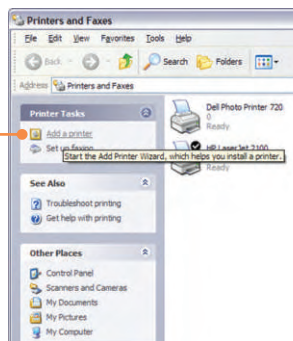 Printers and Faxes
File Edit View Favorites Tools Help
Back Search Folders
Address Printers and Faxes
Printer Tasks
Add a printer
Set up faxing
Start the Add Printer Wizard, which helps you install a printer.
See Also
Troubleshoot printing
Get help with printing
Other Places
Control Panel
Scanners and Cameras
My Documents
My Pictures
My Computer
Dell Photo Printer 720
0
Ready
HP LaserJet 2100
Ready